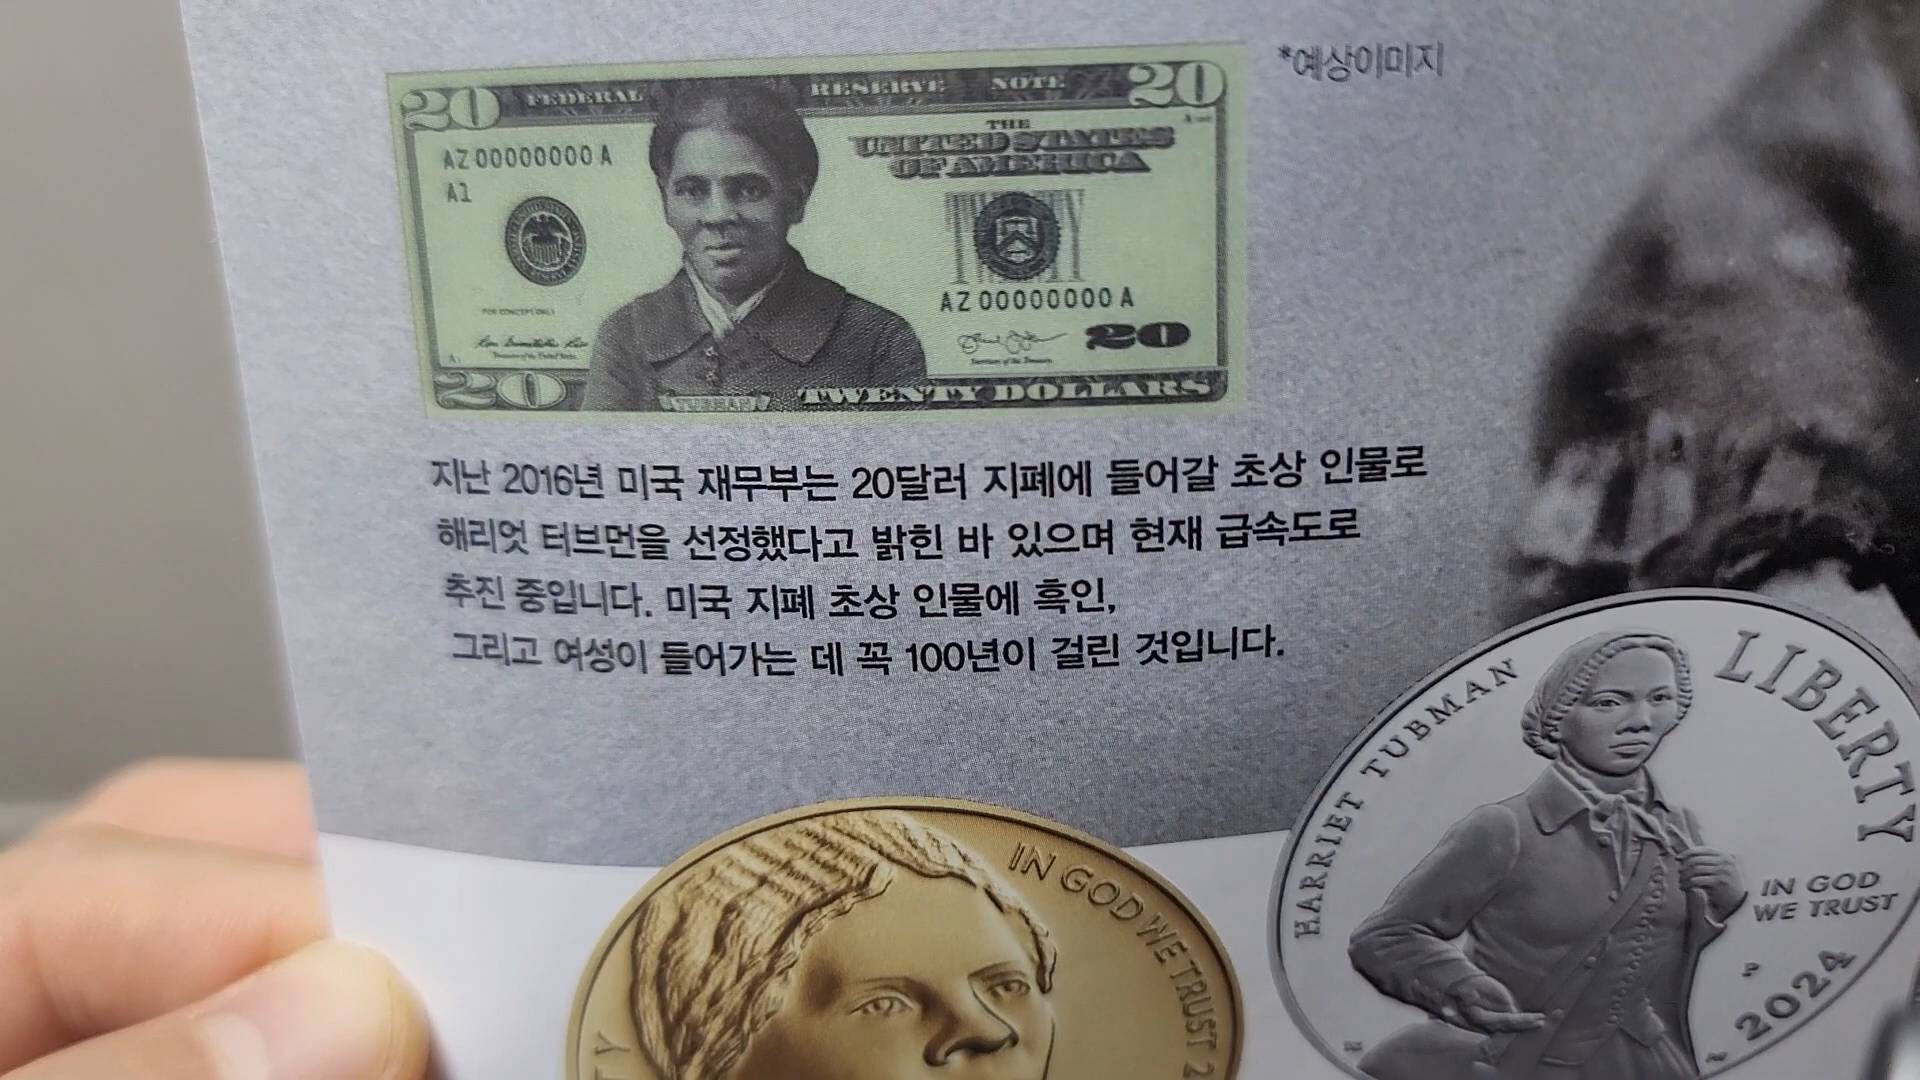 *예상이미지
20 FEDERAL RESERVE NOTE 20
THE
UNITED STATES
OF AMERICA
AZ 00000000 A
A1
AZ 00000000 A
FOR CONCEPT ONLY
20
20 TUBMAN TWENTY DOLLARS
지난 2016년 미국 재무부는 20달러 지폐에 들어갈 초상 인물로
해리엇 터브먼을 선정했다고 밝힌 바 있으며 현재 급속도로
추진 중입니다. 미국 지폐 초상 인물에 흑인,
그리고 여성이 들어가는 데 꼭 100년이 걸린 것입니다.
HARRIET TUBMAN
LIBERTY
IN GOD
WE TRUST
P
2024
IN GOD WE TRUST 2
TY